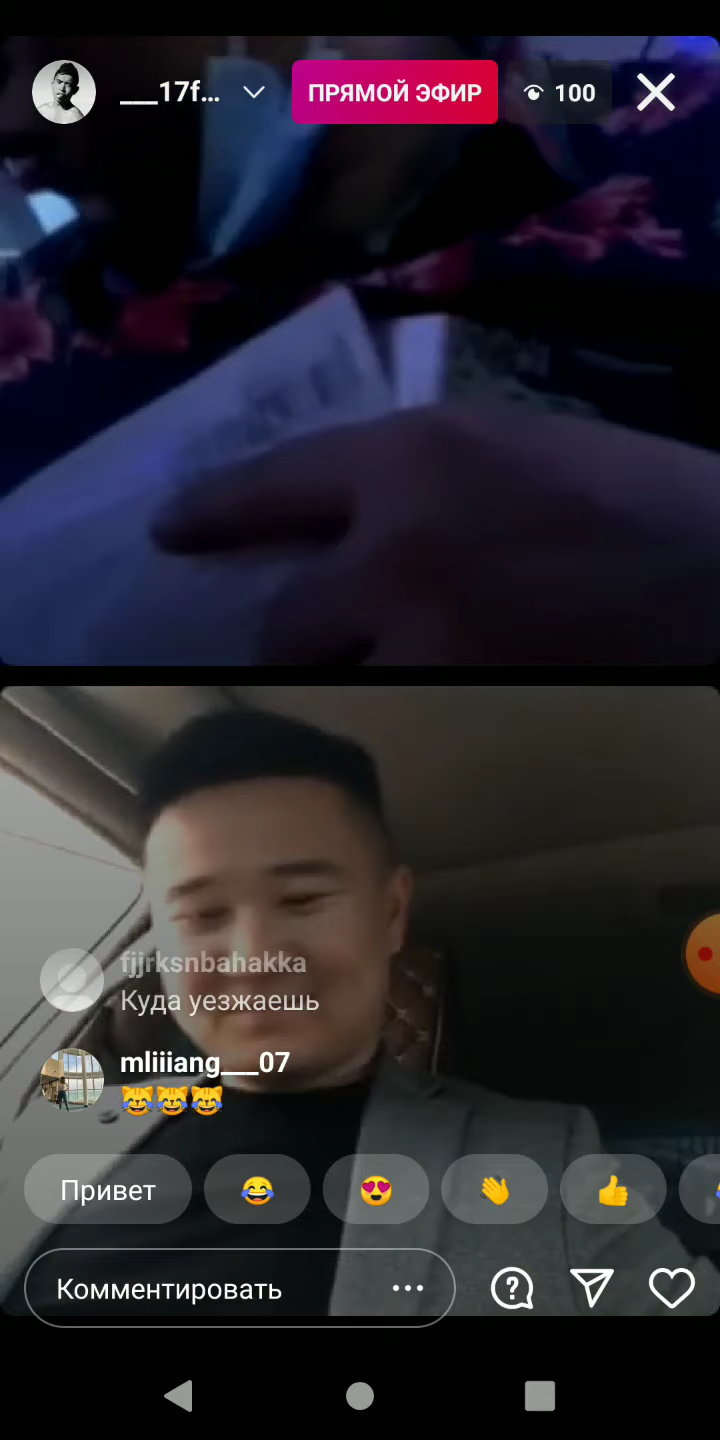 ___17f...
ПРЯМОЙ ЭФИР
100
fjjrksnbahakka
Куда уезжаешь
mliiiang___07
😹😹😹
Привет
Комментировать